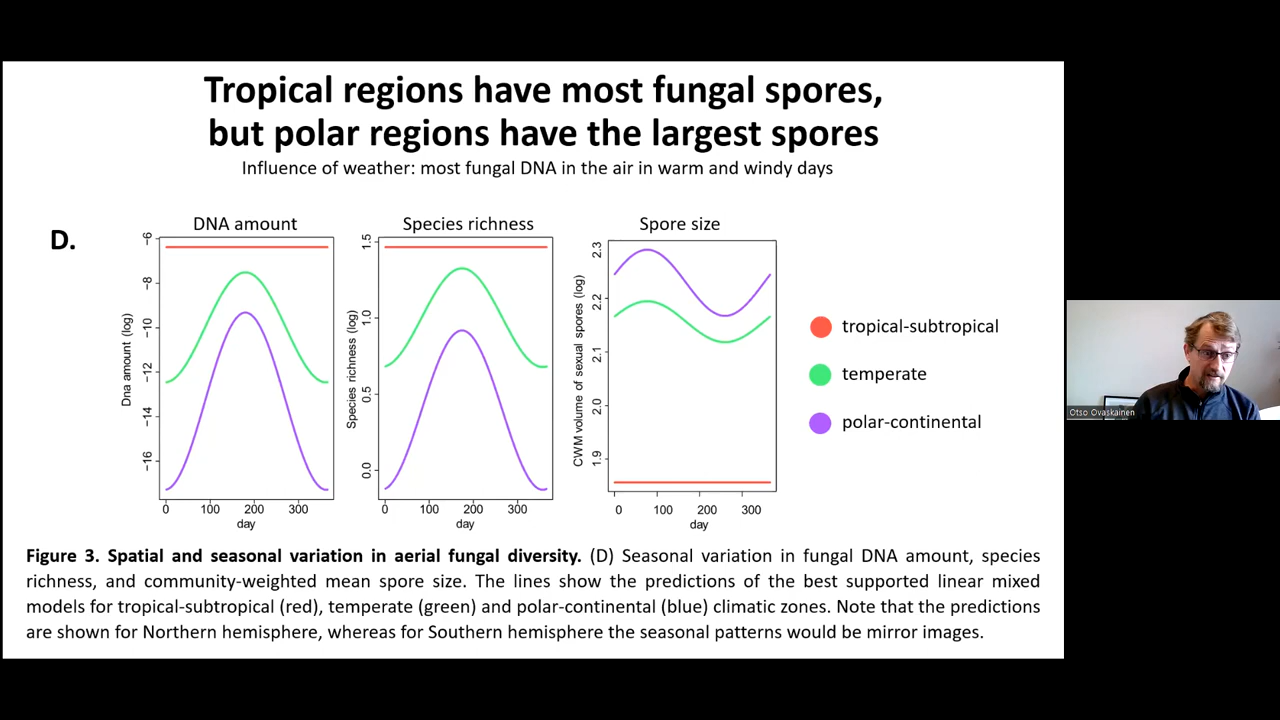 Tropical regions have most fungal spores,
but polar regions have the largest spores
Influence of weather: most fungal DNA in the air in warm and windy days
D.
DNA amount
Dna amount (log)
-6
-8
-10
-12
-14
-16
0 100 200 300
day
Species richness
Species richness (log)
1.5
1.0
0.5
0.0
0 100 200 300
day
Spore size
CWM volume of sexual spores (log)
2.3
2.2
2.1
2.0
1.9
0 100 200 300
day
tropical-subtropical
temperate
polar-continental
Otso Ovaskainen
Figure 3. Spatial and seasonal variation in aerial fungal diversity. (D) Seasonal variation in fungal DNA amount, species
richness, and community-weighted mean spore size. The lines show the predictions of the best supported linear mixed
models for tropical-subtropical (red), temperate (green) and polar-continental (blue) climatic zones. Note that the predictions
are shown for Northern hemisphere, whereas for Southern hemisphere the seasonal patterns would be mirror images.